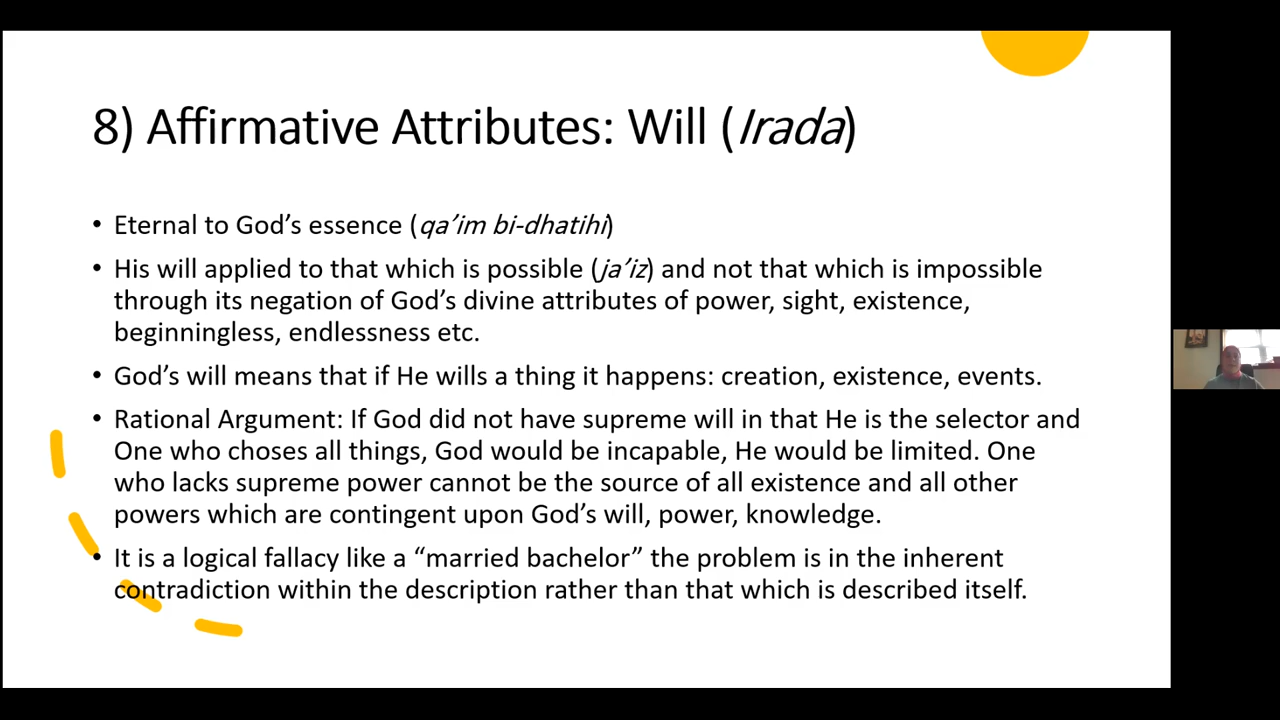 8) Affirmative Attributes: Will (Irada)
• Eternal to God's essence (qa'im bi-dhatihi)
• His will applied to that which is possible (ja'iz) and not that which is impossible
through its negation of God's divine attributes of power, sight, existence,
beginningless, endlessness etc.
• God's will means that if He wills a thing it happens: creation, existence, events.
• Rational Argument: If God did not have supreme will in that He is the selector and
One who choses all things, God would be incapable, He would be limited. One
who lacks supreme power cannot be the source of all existence and all other
powers which are contingent upon God's will, power, knowledge.
• It is a logical fallacy like a “married bachelor” the problem is in the inherent
contradiction within the description rather than that which is described itself.